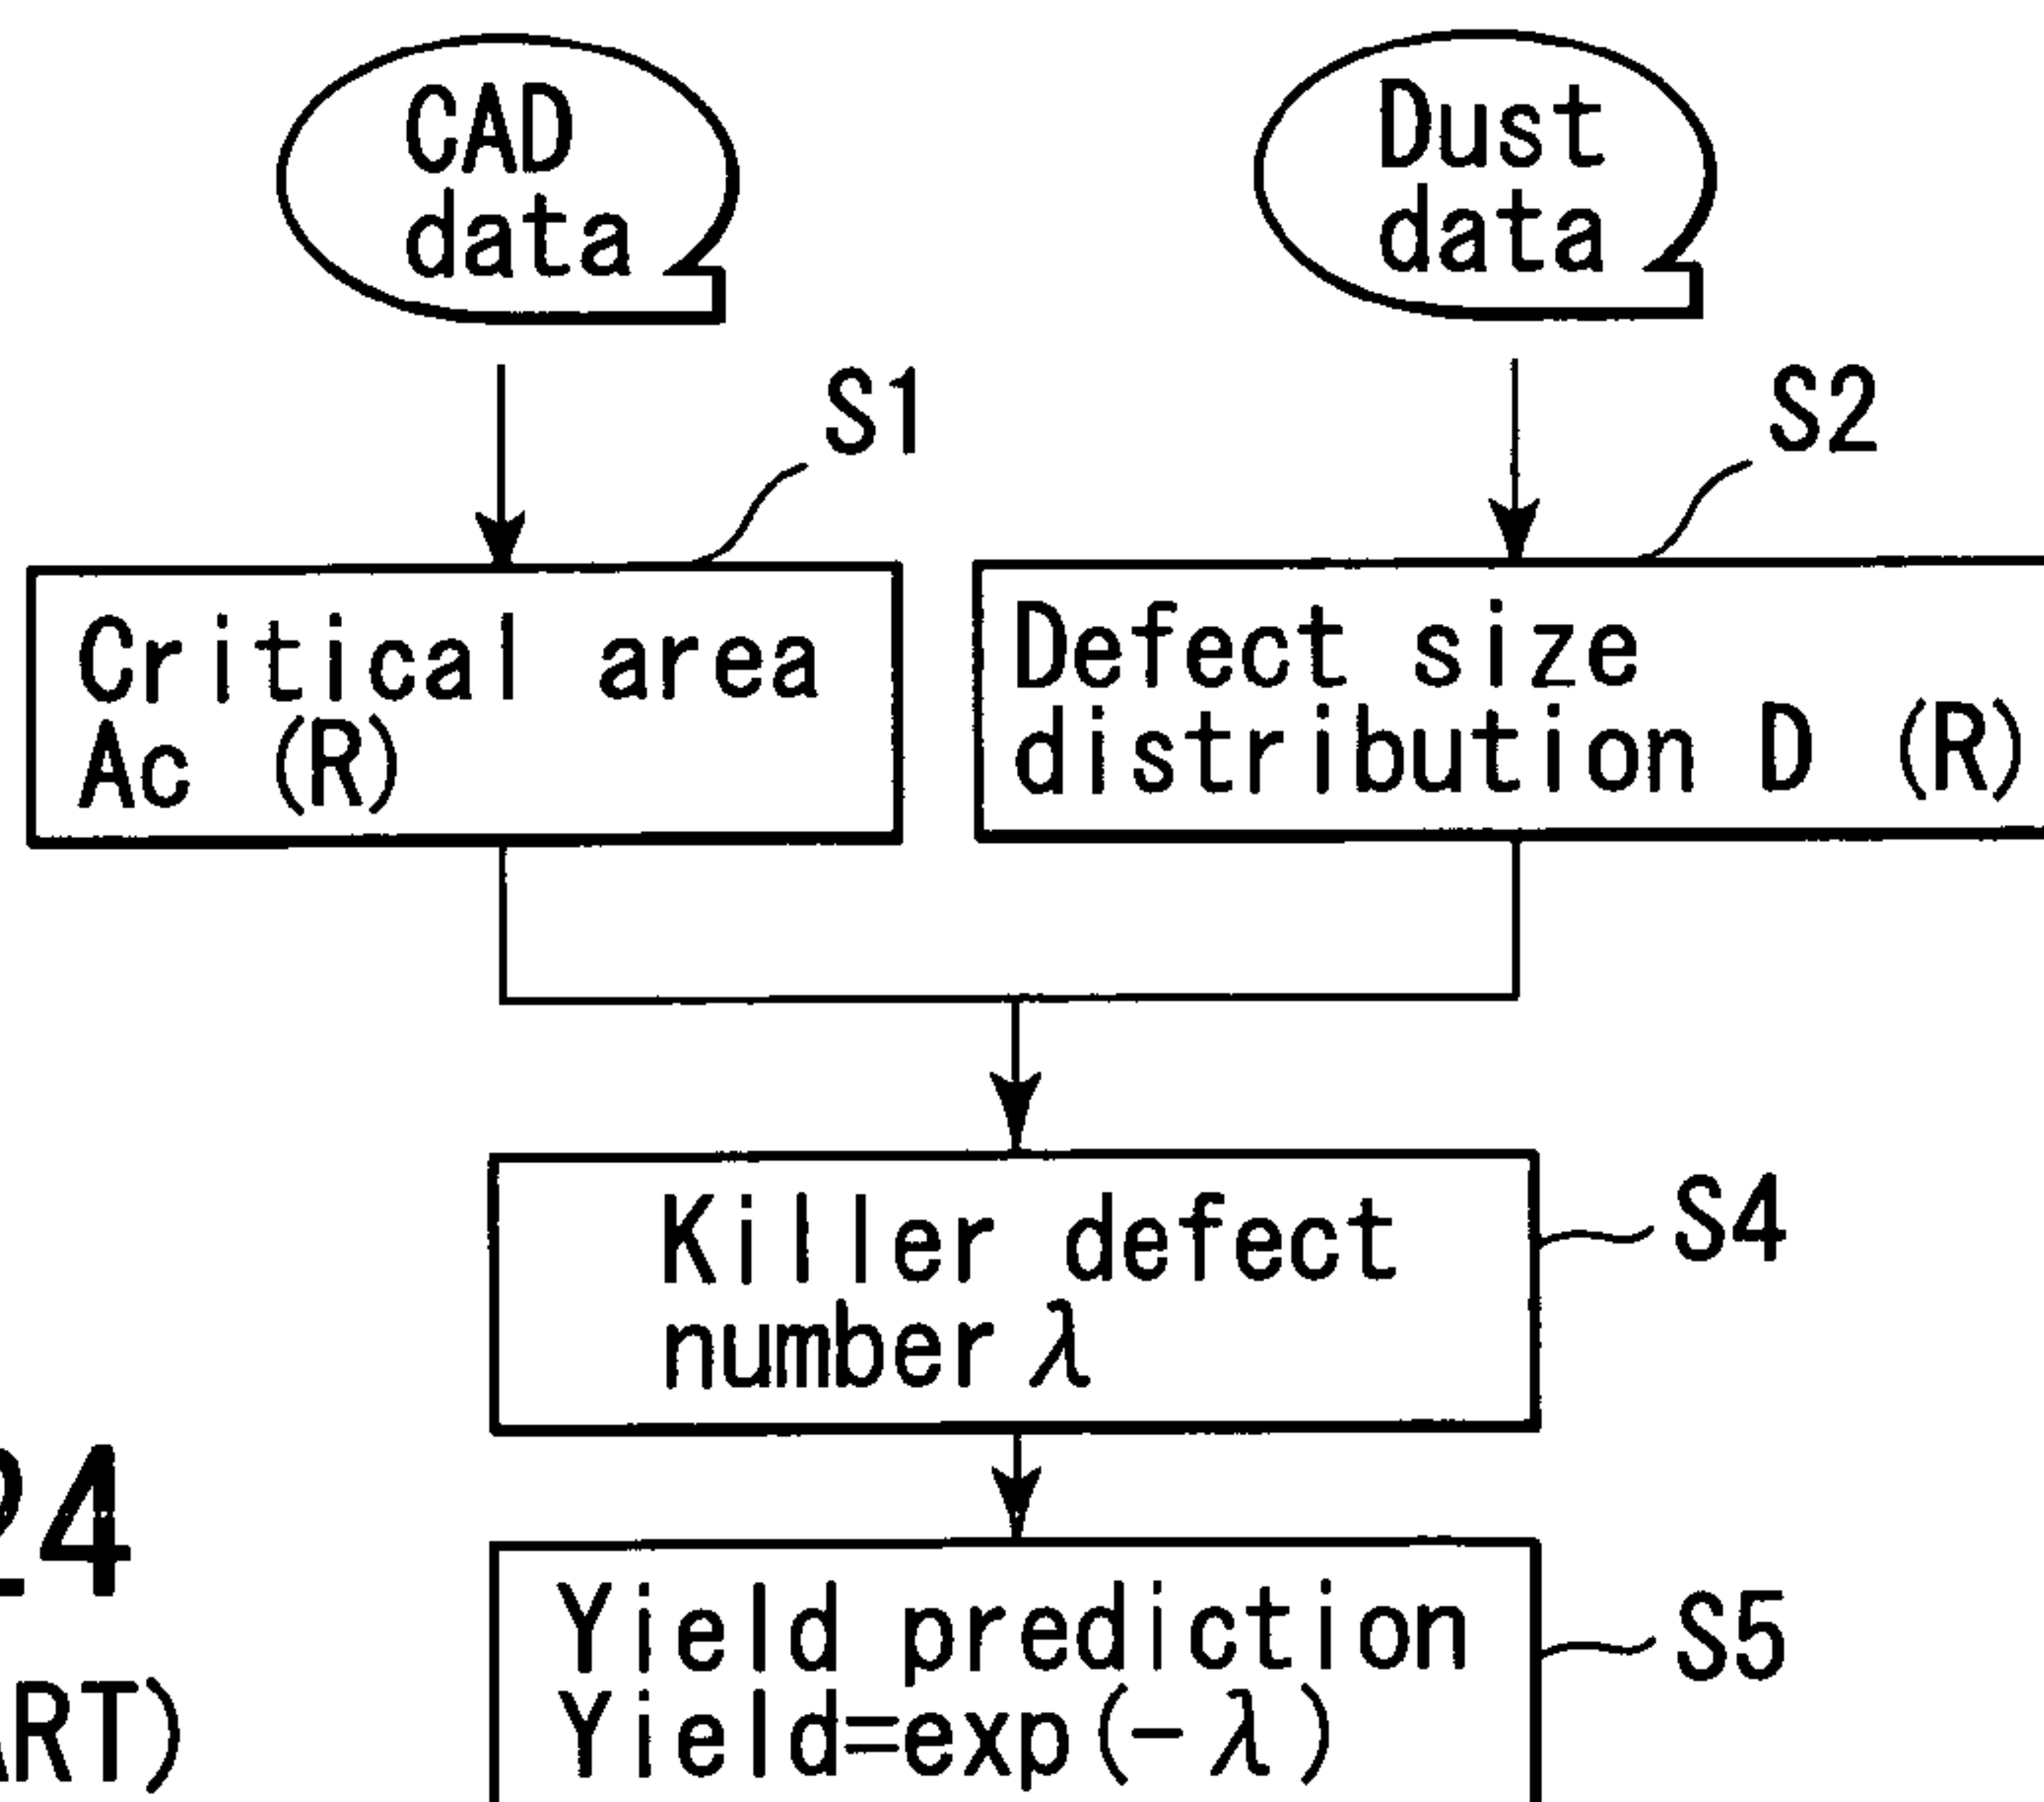 CAD
data
Dust
data
S1
S2
Critical area
Ac (R)
Defect size
distribution D (R)
Killer defect
number λ
S4
24
Yield prediction
Yield=exp(-λ)
S5
ART)